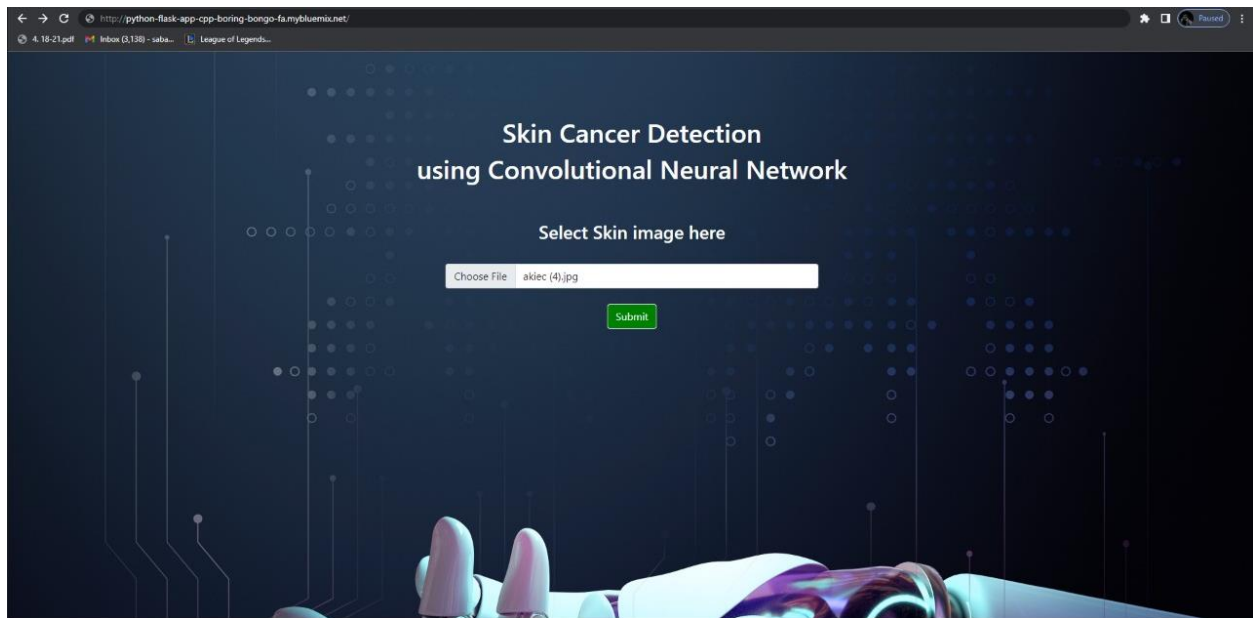 http://python-flask-app-cpp-boring-bongo-fa.mybluemix.net/
Paused
4. 18-21.pdf
Inbox (3,138) - saba...
League of Legends...
Skin Cancer Detection
using Convolutional Neural Network
Select Skin image here
Choose File akiec (4).jpg
Submit